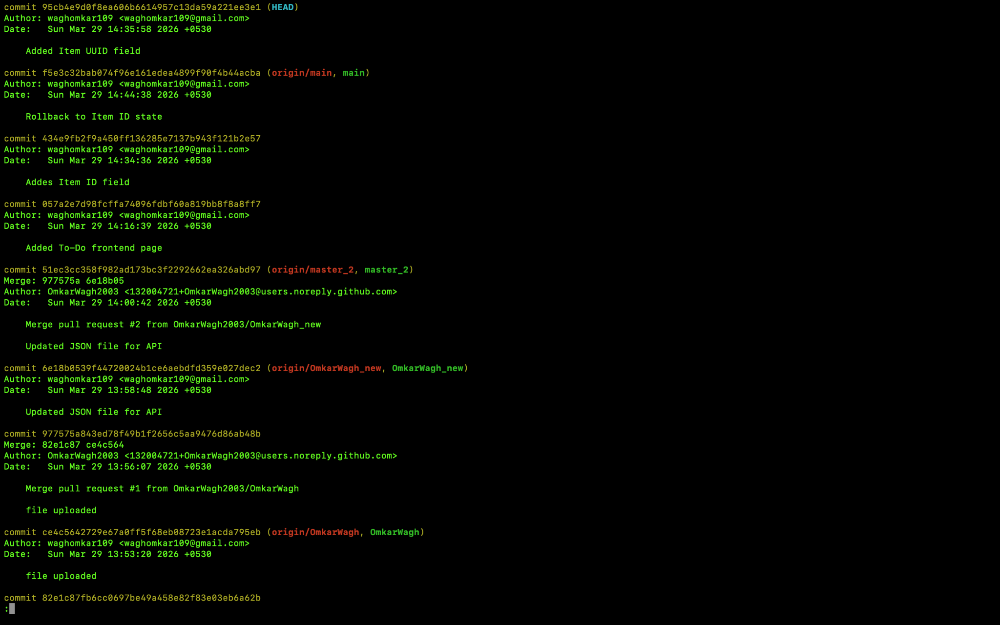 commit 95cb4e9d0f8ea606b6614957c13da59a221ee3e1 (HEAD)
Author: waghomkar109 <waghomkar109@gmail.com>
Date:   Sun Mar 29 14:35:58 2026 +0530
Added Item UUID field
commit f5e3c32bab074f96e161edea4899f90f4b44acba (origin/main, main)
Author: waghomkar109 <waghomkar109@gmail.com>
Date:   Sun Mar 29 14:44:38 2026 +0530
Rollback to Item ID state
commit 434e9fb2f9a450ff136285e7137b943f121b2e57
Author: waghomkar109 <waghomkar109@gmail.com>
Date:   Sun Mar 29 14:34:36 2026 +0530
Addes Item ID field
commit 057a2e7d98fcffa74096fdbf60a819bb8f8a8ff7
Author: waghomkar109 <waghomkar109@gmail.com>
Date:   Sun Mar 29 14:16:39 2026 +0530
Added To-Do frontend page
commit 51ec3cc358f982ad173bc3f2292662ea326abd97 (origin/master_2, master_2)
Merge: 977575a 6e18b05
Author: OmkarWagh2003 <132004721+OmkarWagh2003@users.noreply.github.com>
Date:   Sun Mar 29 14:00:42 2026 +0530
Merge pull request #2 from OmkarWagh2003/OmkarWagh_new
Updated JSON file for API
commit 6e18b0539f44720024b1ce6aebdfd359e027dec2 (origin/OmkarWagh_new, OmkarWagh_new)
Author: waghomkar109 <waghomkar109@gmail.com>
Date:   Sun Mar 29 13:58:48 2026 +0530
Updated JSON file for API
commit 977575a843ed78f49b1f2656c5aa9476d86ab48b
Merge: 82e1c87 ce4c564
Author: OmkarWagh2003 <132004721+OmkarWagh2003@users.noreply.github.com>
Date:   Sun Mar 29 13:56:07 2026 +0530
Merge pull request #1 from OmkarWagh2003/OmkarWagh
file uploaded
commit ce4c5642729e67a0ff5f68eb08723e1acda795eb (origin/OmkarWagh, OmkarWagh)
Author: waghomkar109 <waghomkar109@gmail.com>
Date:   Sun Mar 29 13:53:20 2026 +0530
file uploaded
commit 82e1c87fb6cc0697be49a458e82f83e03eb6a62b
: